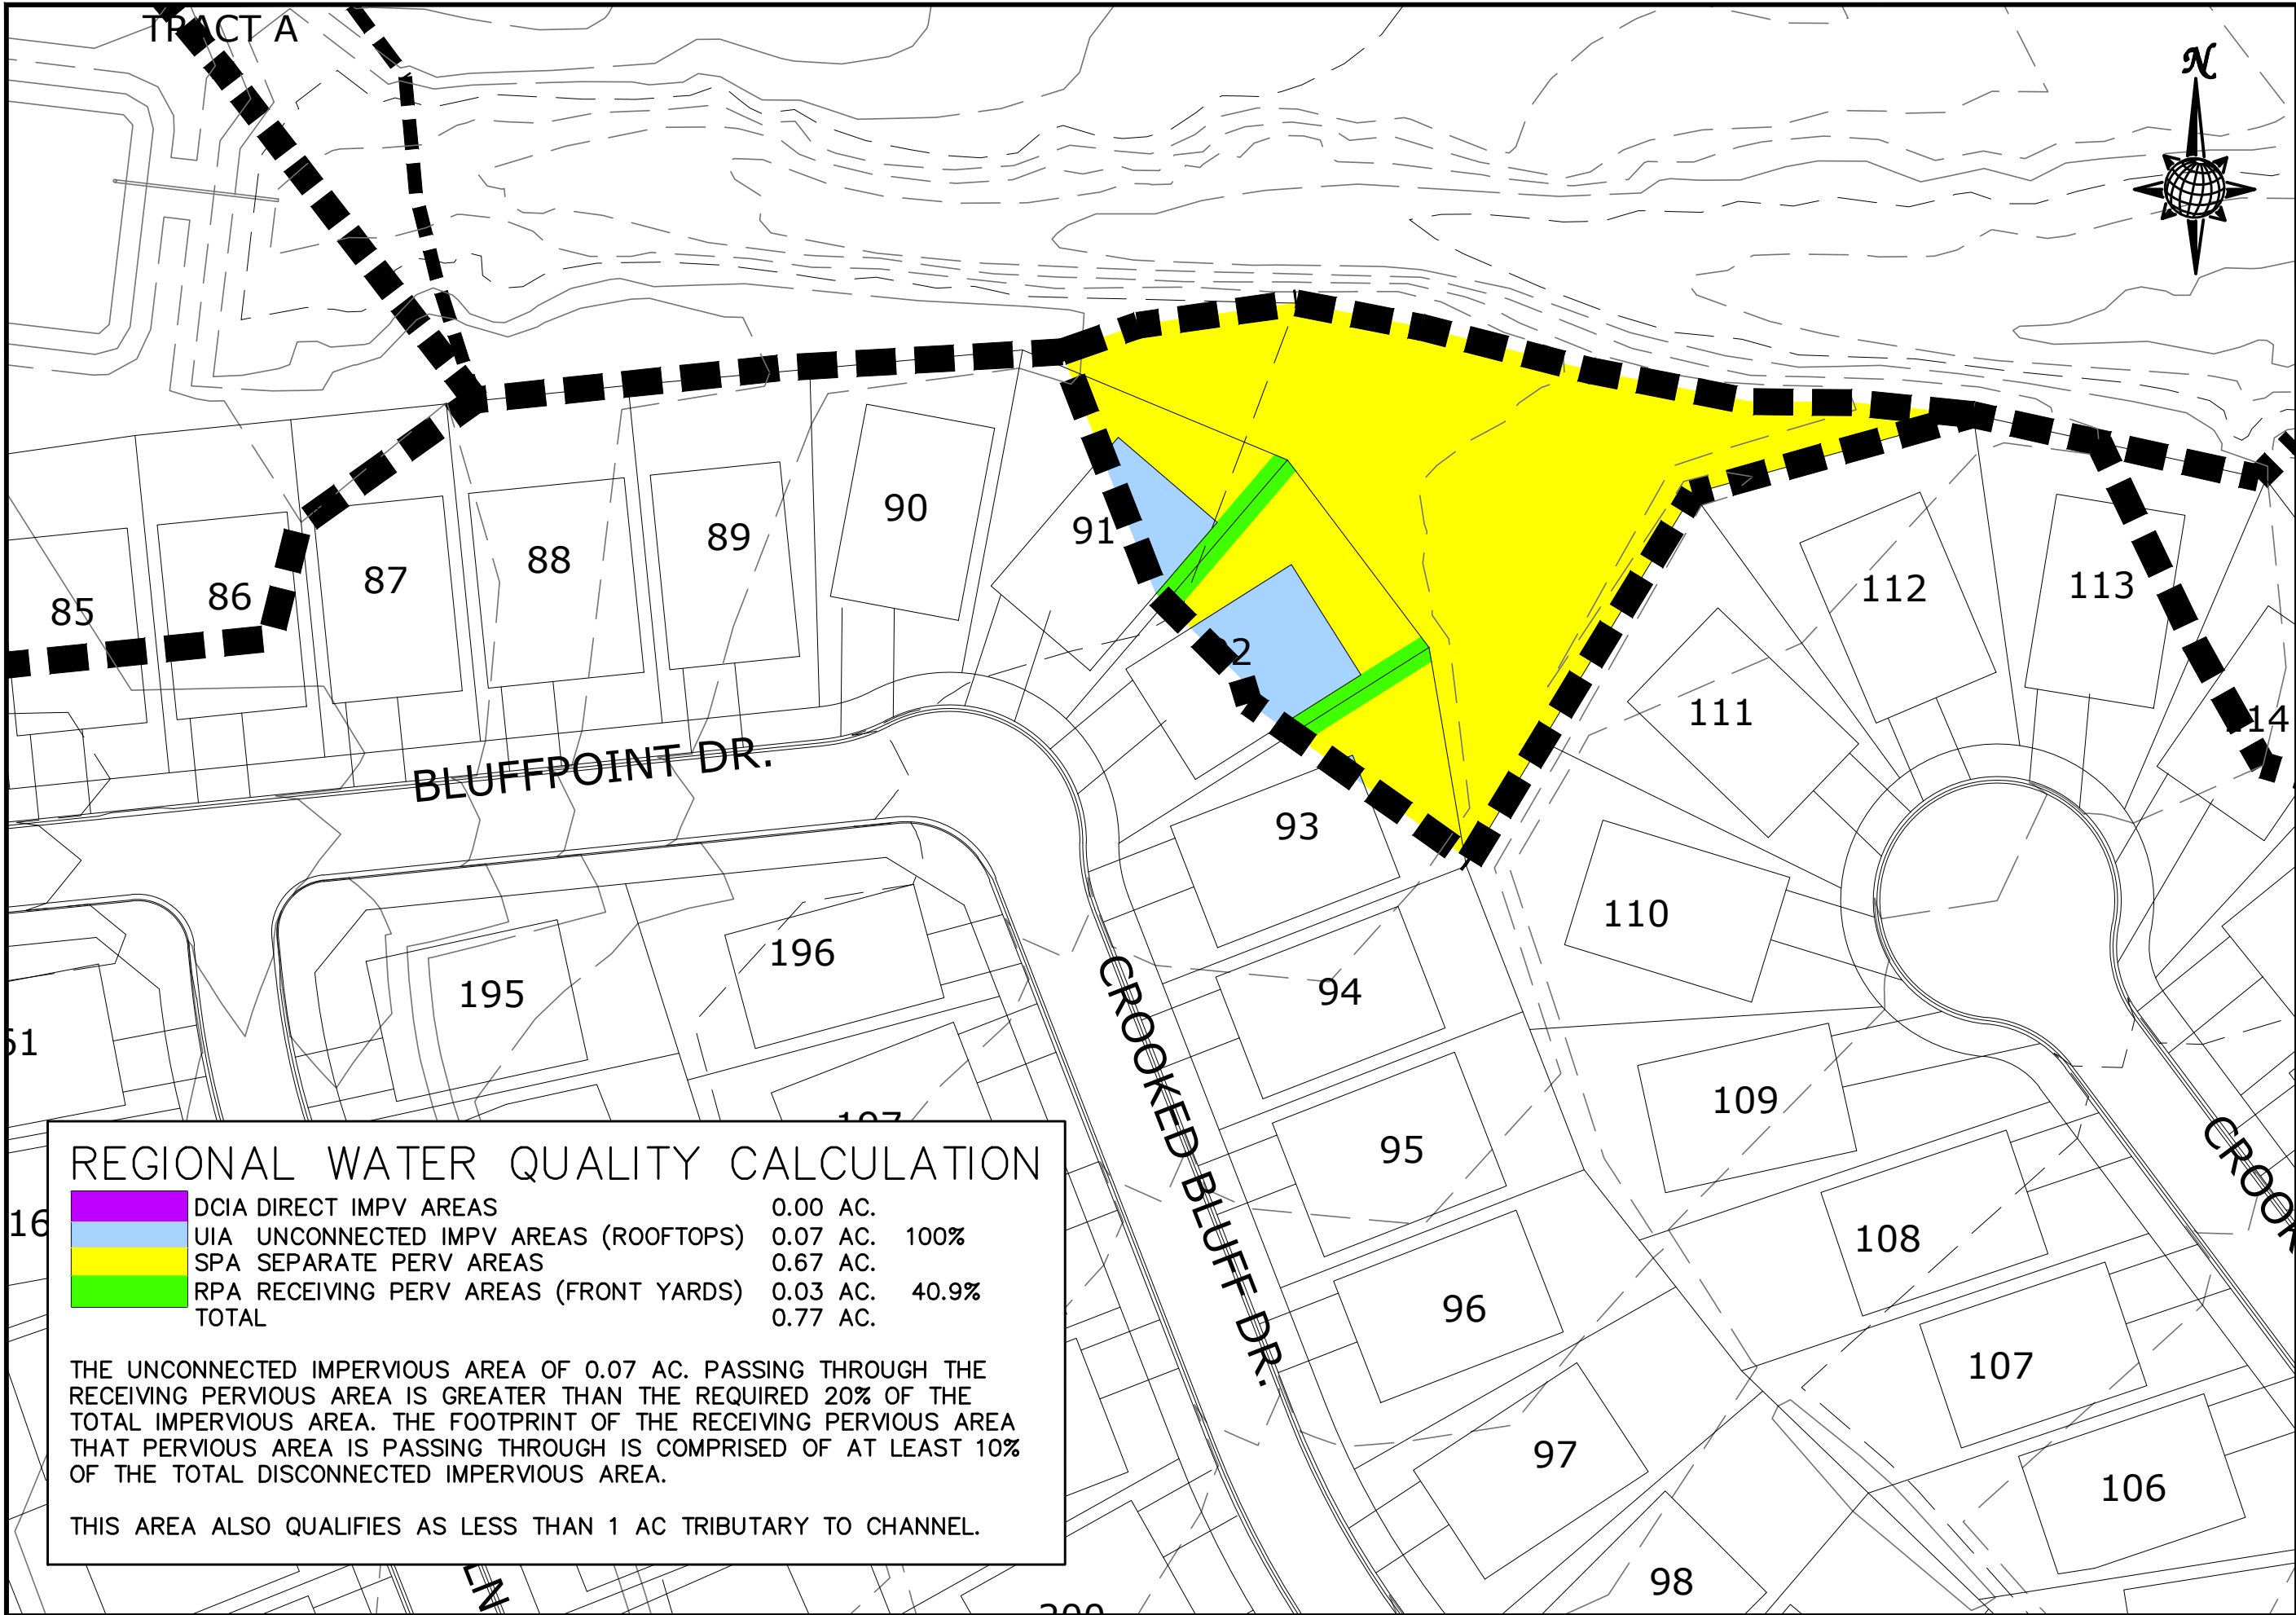 TRACT A
N
90
91
89
88
87
86
85
112
113
111
93
BLUFFPOINT DR.
110
196
195
94
CROOKED BLUFF DR.
109
95
108
96
107
97
106
98
REGIONAL WATER QUALITY CALCULATION
DCIA DIRECT IMPV AREAS 0.00 AC.
UIA UNCONNECTED IMPV AREAS (ROOFTOPS) 0.07 AC. 100%
SPA SEPARATE PERV AREAS 0.67 AC.
RPA RECEIVING PERV AREAS (FRONT YARDS) 0.03 AC. 40.9%
TOTAL 0.77 AC.
THE UNCONNECTED IMPERVIOUS AREA OF 0.07 AC. PASSING THROUGH THE
RECEIVING PERVIOUS AREA IS GREATER THAN THE REQUIRED 20% OF THE
TOTAL IMPERVIOUS AREA. THE FOOTPRINT OF THE RECEIVING PERVIOUS AREA
THAT PERVIOUS AREA IS PASSING THROUGH IS COMPRISED OF AT LEAST 10%
OF THE TOTAL DISCONNECTED IMPERVIOUS AREA.
THIS AREA ALSO QUALIFIES AS LESS THAN 1 AC TRIBUTARY TO CHANNEL.
LN